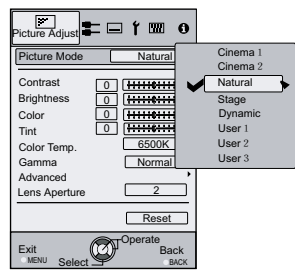 Picture Adjust
Picture Mode Natural
Contrast 0
Brightness 0
Color 0
Tint 0
Color Temp. 6500K
Gamma Normal
Advanced
Lens Aperture 2
Reset
Exit
MENU
Select
Operate
Back
BACK
Cinema 1
Cinema 2
Natural
Stage
Dynamic
User 1
User 2
User 3